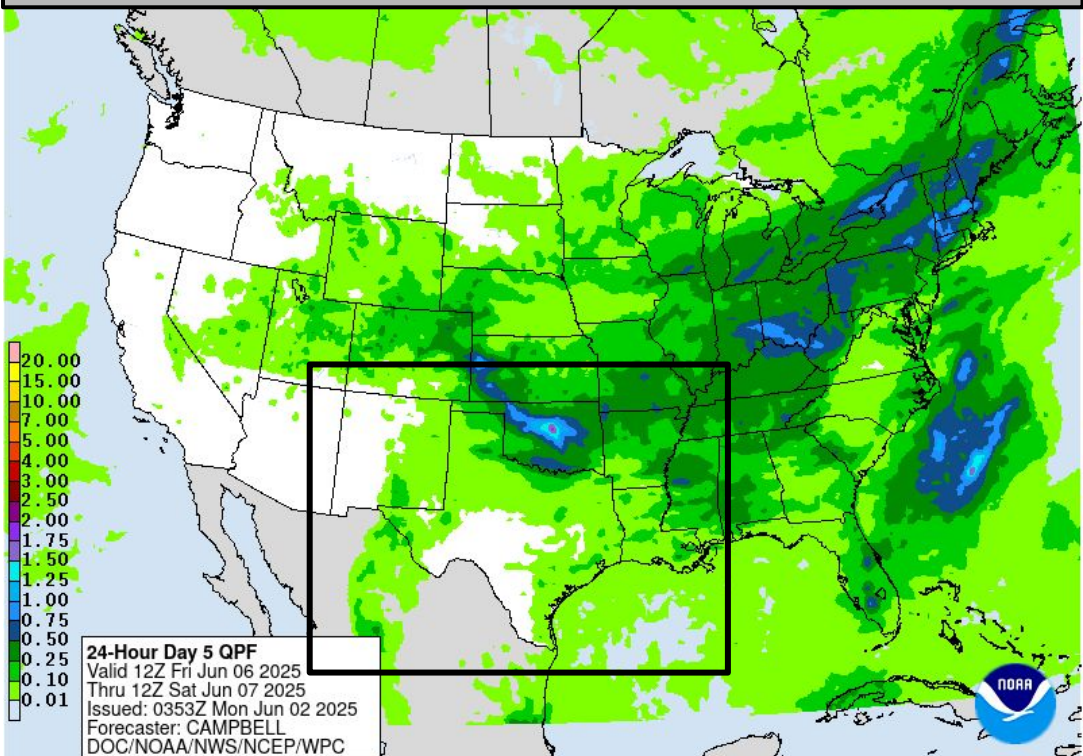 20.00
15.00
10.00
7.00
5.00
4.00
3.00
2.50
2.00
1.75
1.50
1.25
1.00
0.75
0.50
0.25
0.10
0.01
24-Hour Day 5 QPF
Valid 12Z Fri Jun 06 2025
Thru 12Z Sat Jun 07 2025
Issued: 0353Z Mon Jun 02 2025
Forecaster: CAMPBELL
DOC/NOAA/NWS/NCEP/WPC
NOAA